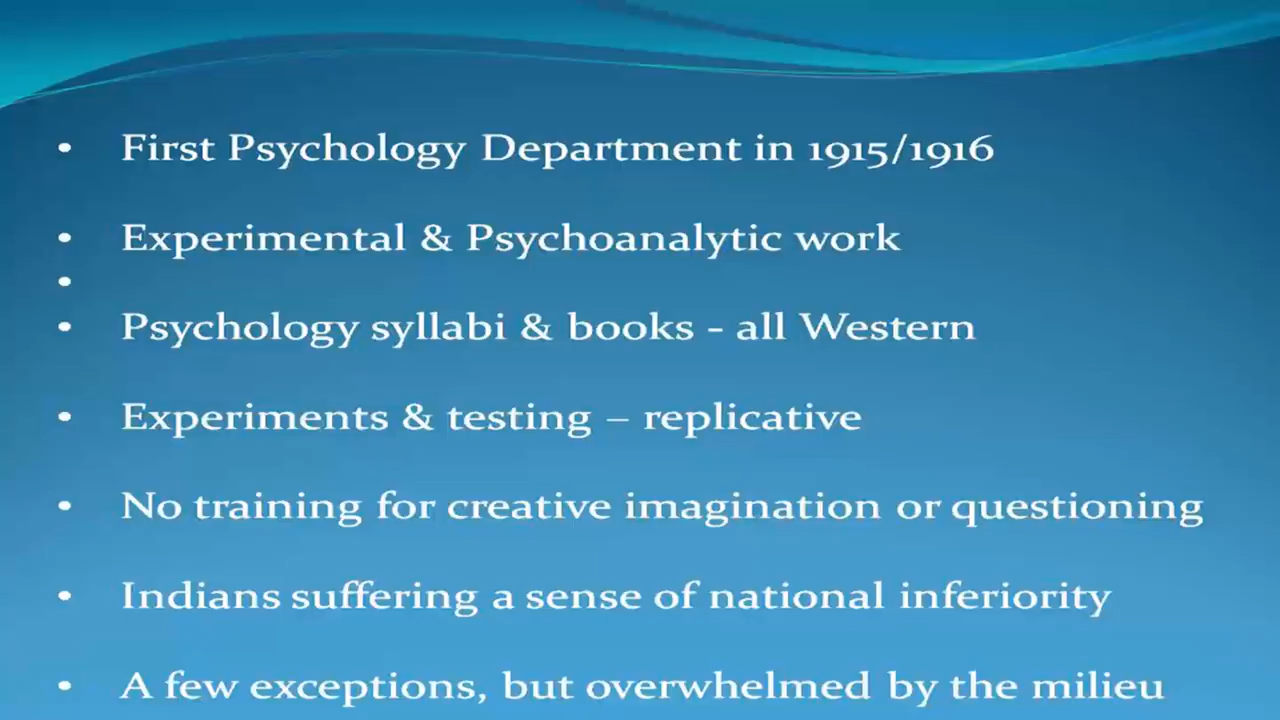 • First Psychology Department in 1915/1916
• Experimental & Psychoanalytic work
•
• Psychology syllabi & books - all Western
• Experiments & testing – replicative
• No training for creative imagination or questioning
• Indians suffering a sense of national inferiority
• A few exceptions, but overwhelmed by the milieu